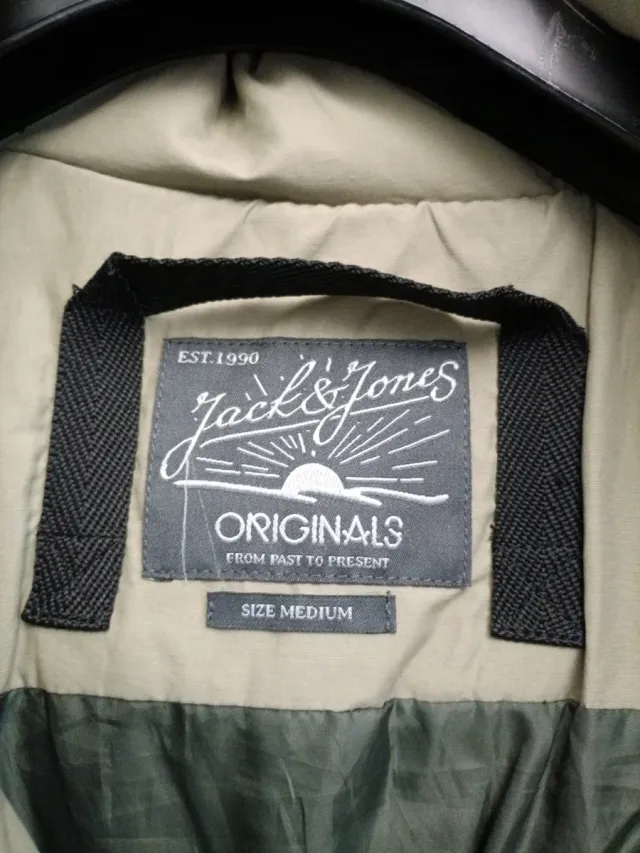 EST.1990
Jack & Jones
ORIGINALS
FROM PAST TO PRESENT
SIZE MEDIUM